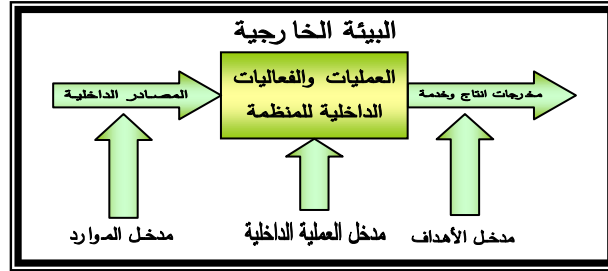 البيئة الخارجية
العمليات والفعاليات
الداخلية للمنظمة
المصادر الداخلية
مخرجات انتاج وخدمة
مدخل الموارد
مدخل العملية الداخلية
مدخل الأهداف